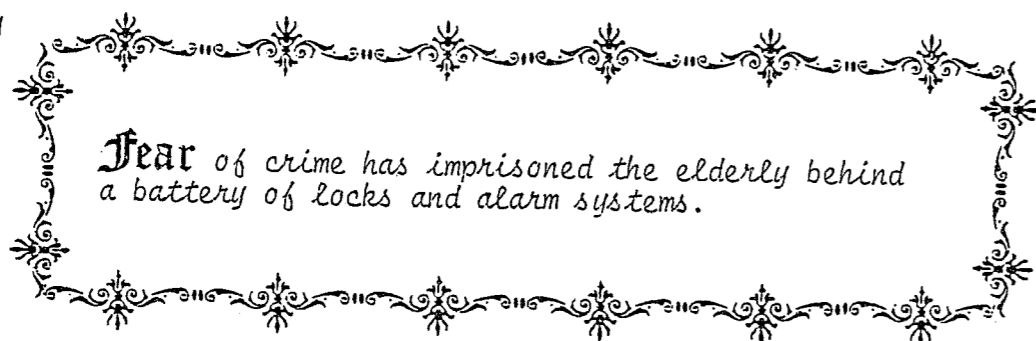 Fear of crime has imprisoned the elderly behind
a battery of locks and alarm systems.